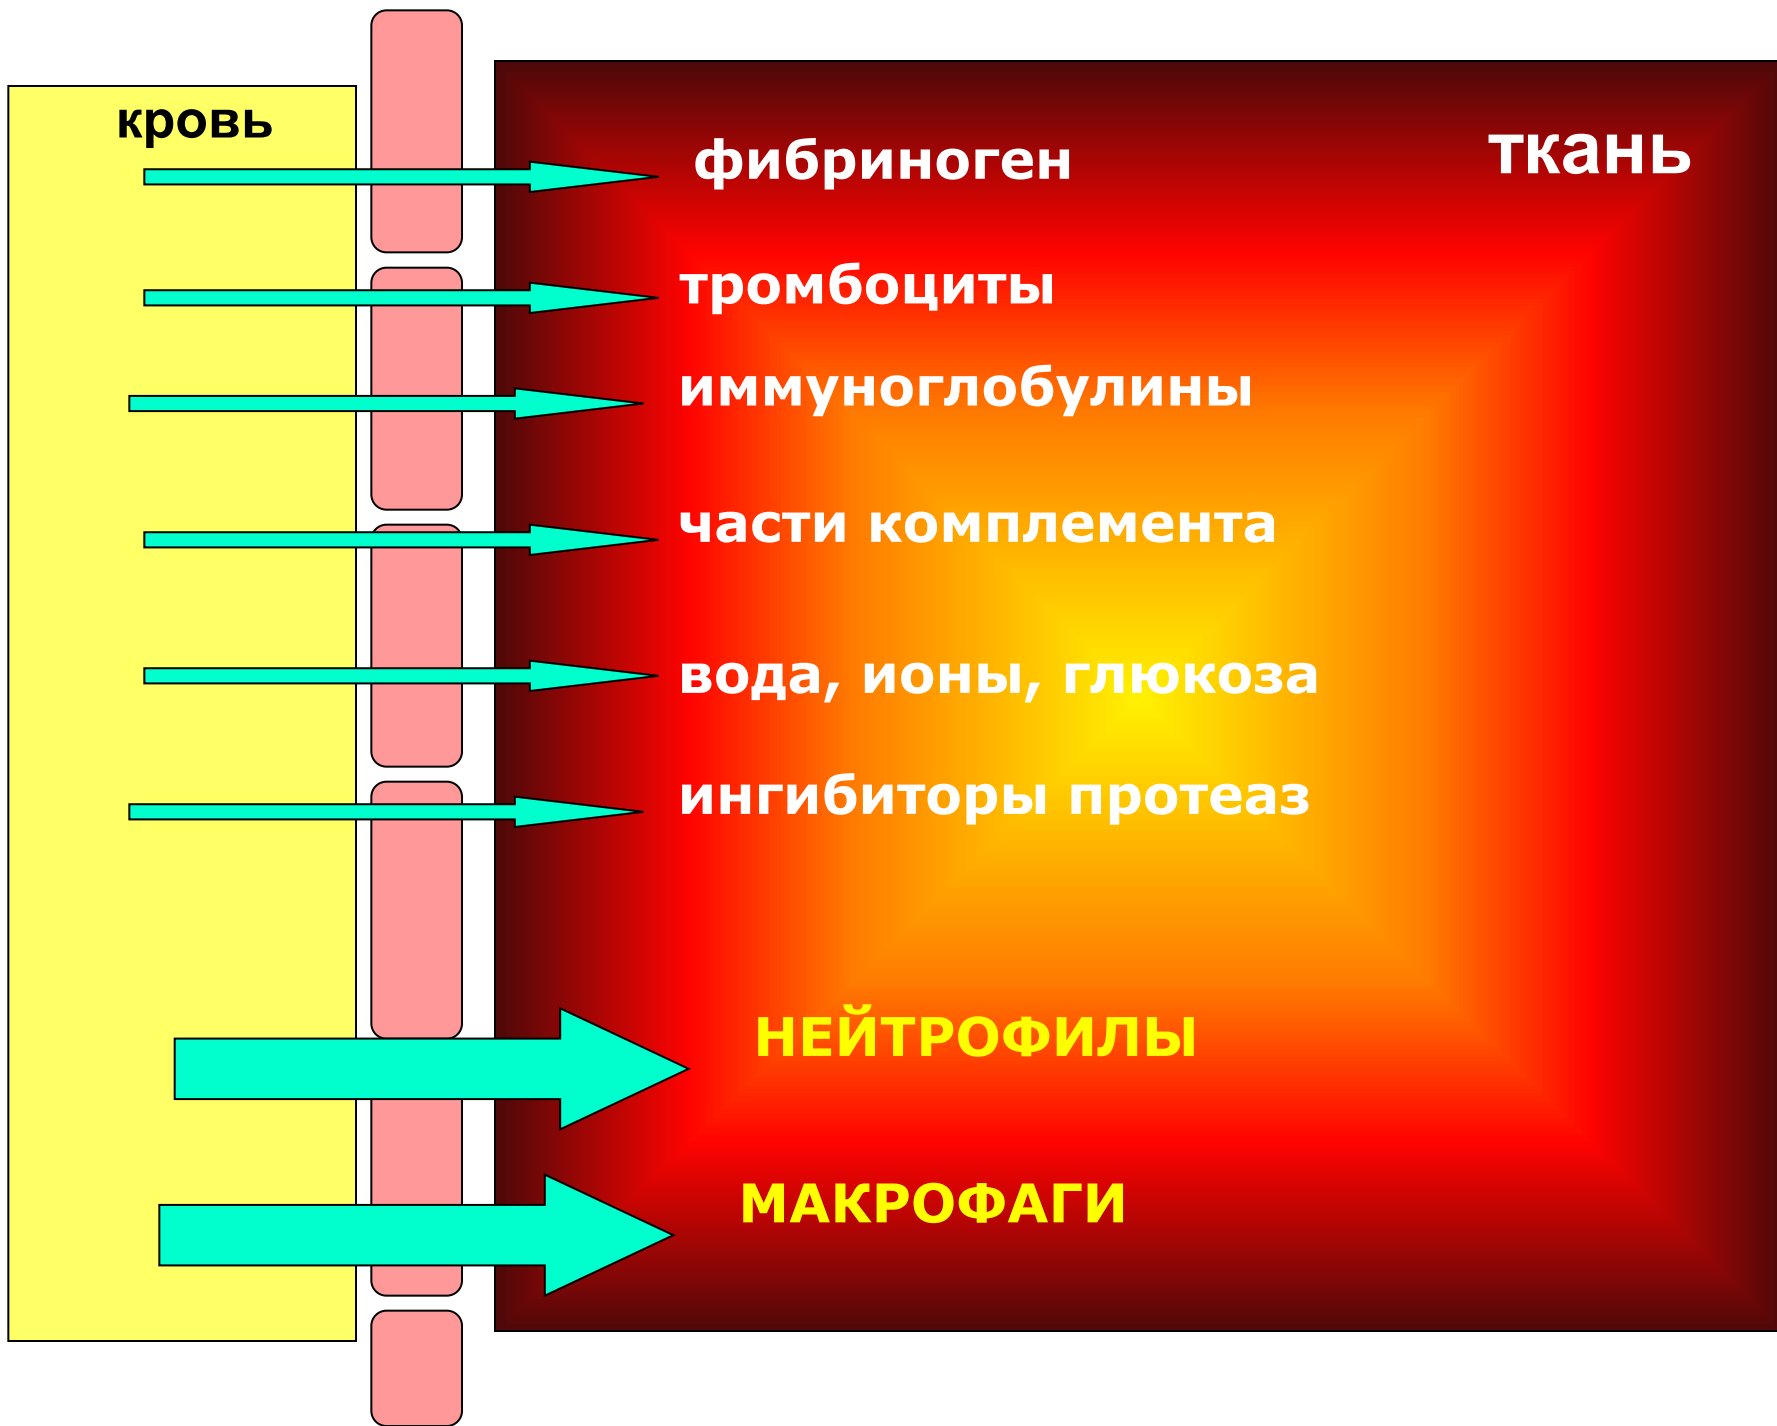 кровь
ткань
фибриноген
тромбоциты
иммуноглобулины
части комплемента
вода, ионы, глюкоза
ингибиторы протеаз
НЕЙТРОФИЛЫ
МАКРОФАГИ